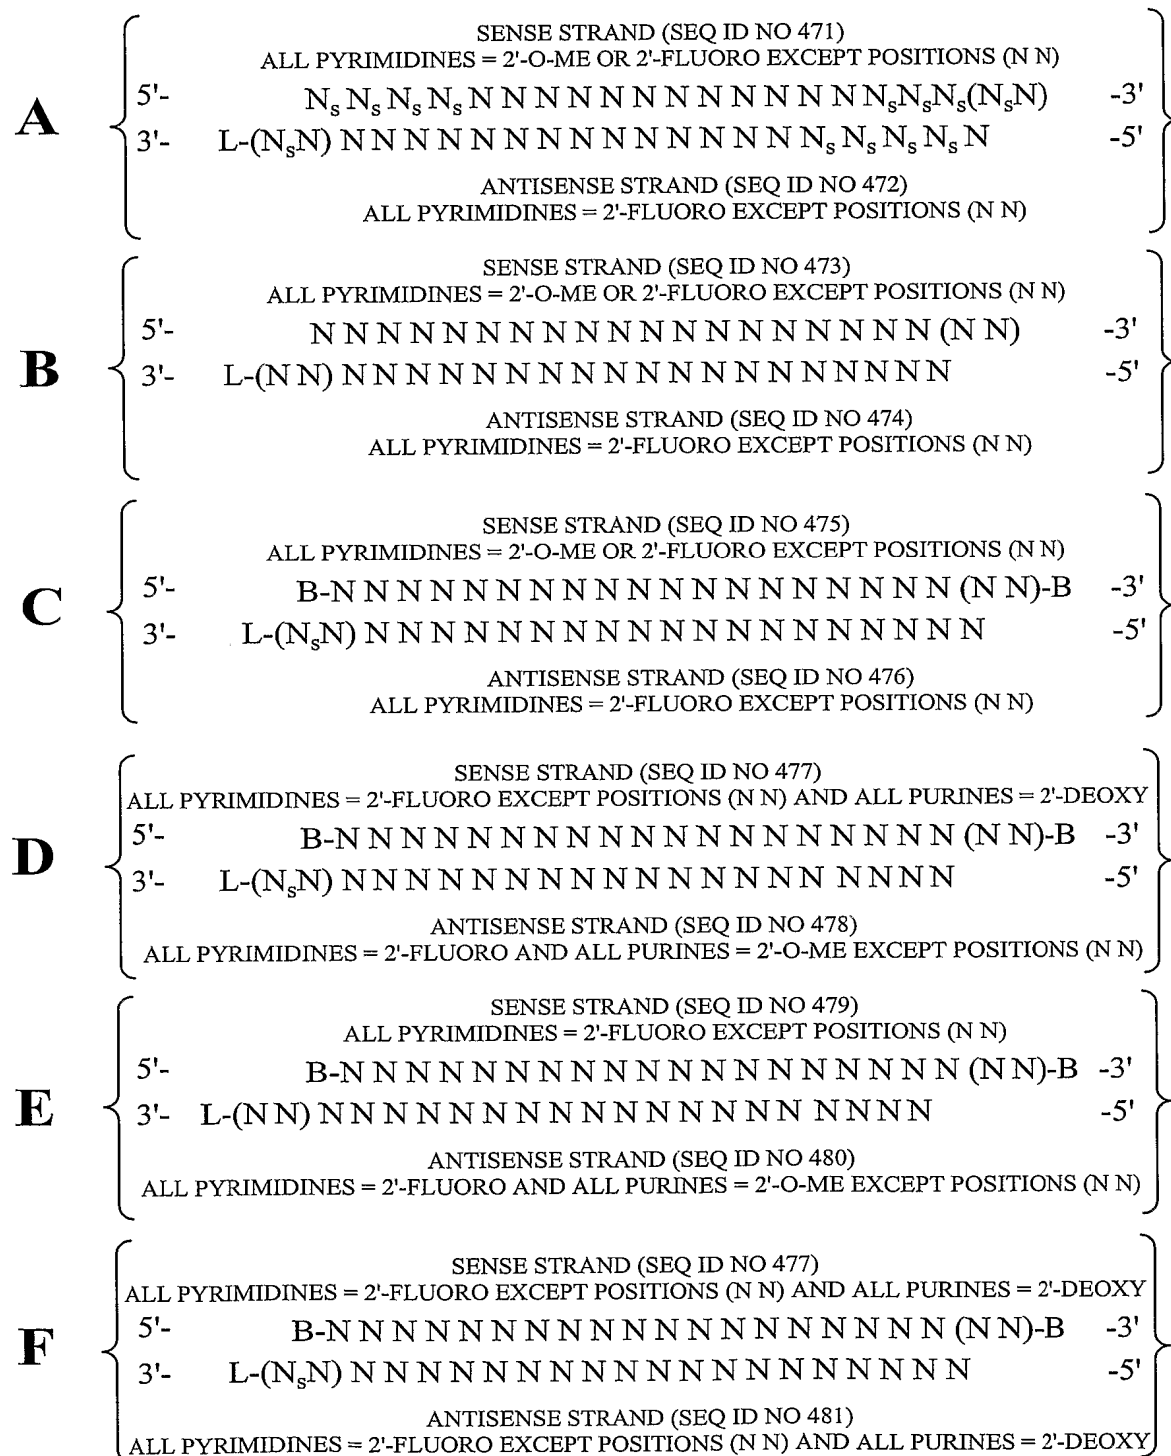 SENSE STRAND (SEQ ID NO 471)
ALL PYRIMIDINES = 2'-O-ME OR 2'-FLUORO EXCEPT POSITIONS (N N)
A
5'- NₛNₛNₛNₛN N N N N N N N N N N N NₛNₛNₛ(NₛN) -3'
3'- L-(NₛN) N N N N N N N N N N N N N N NₛNₛNₛNₛN -5'
ANTISENSE STRAND (SEQ ID NO 472)
ALL PYRIMIDINES = 2'-FLUORO EXCEPT POSITIONS (N N)
SENSE STRAND (SEQ ID NO 473)
ALL PYRIMIDINES = 2'-O-ME OR 2'-FLUORO EXCEPT POSITIONS (N N)
B
5'- N N N N N N N N N N N N N N N N N N N (N N) -3'
3'- L-(N N) N N N N N N N N N N N N N N N N N N N -5'
ANTISENSE STRAND (SEQ ID NO 474)
ALL PYRIMIDINES = 2'-FLUORO EXCEPT POSITIONS (N N)
SENSE STRAND (SEQ ID NO 475)
ALL PYRIMIDINES = 2'-O-ME OR 2'-FLUORO EXCEPT POSITIONS (N N)
C
5'- B-N N N N N N N N N N N N N N N N N N N (N N)-B -3'
3'- L-(NₛN) N N N N N N N N N N N N N N N N N N N -5'
ANTISENSE STRAND (SEQ ID NO 476)
ALL PYRIMIDINES = 2'-FLUORO EXCEPT POSITIONS (N N)
SENSE STRAND (SEQ ID NO 477)
ALL PYRIMIDINES = 2'-FLUORO EXCEPT POSITIONS (N N) AND ALL PURINES = 2'-DEOXY
D
5'- B-N N N N N N N N N N N N N N N N N N N (N N)-B -3'
3'- L-(NₛN) N N N N N N N N N N N N N N N N N N N -5'
ANTISENSE STRAND (SEQ ID NO 478)
ALL PYRIMIDINES = 2'-FLUORO AND ALL PURINES = 2'-O-ME EXCEPT POSITIONS (N N)
SENSE STRAND (SEQ ID NO 479)
ALL PYRIMIDINES = 2'-FLUORO EXCEPT POSITIONS (N N)
E
5'- B-N N N N N N N N N N N N N N N N N N N (N N)-B -3'
3'- L-(N N) N N N N N N N N N N N N N N N N N N N -5'
ANTISENSE STRAND (SEQ ID NO 480)
ALL PYRIMIDINES = 2'-FLUORO AND ALL PURINES = 2'-O-ME EXCEPT POSITIONS (N N)
SENSE STRAND (SEQ ID NO 477)
ALL PYRIMIDINES = 2'-FLUORO EXCEPT POSITIONS (N N) AND ALL PURINES = 2'-DEOXY
F
5'- B-N N N N N N N N N N N N N N N N N N N (N N)-B -3'
3'- L-(NₛN) N N N N N N N N N N N N N N N N N N N -5'
ANTISENSE STRAND (SEQ ID NO 481)
ALL PYRIMIDINES = 2'-FLUORO EXCEPT POSITIONS (N N) AND ALL PURINES = 2'-DEOXY